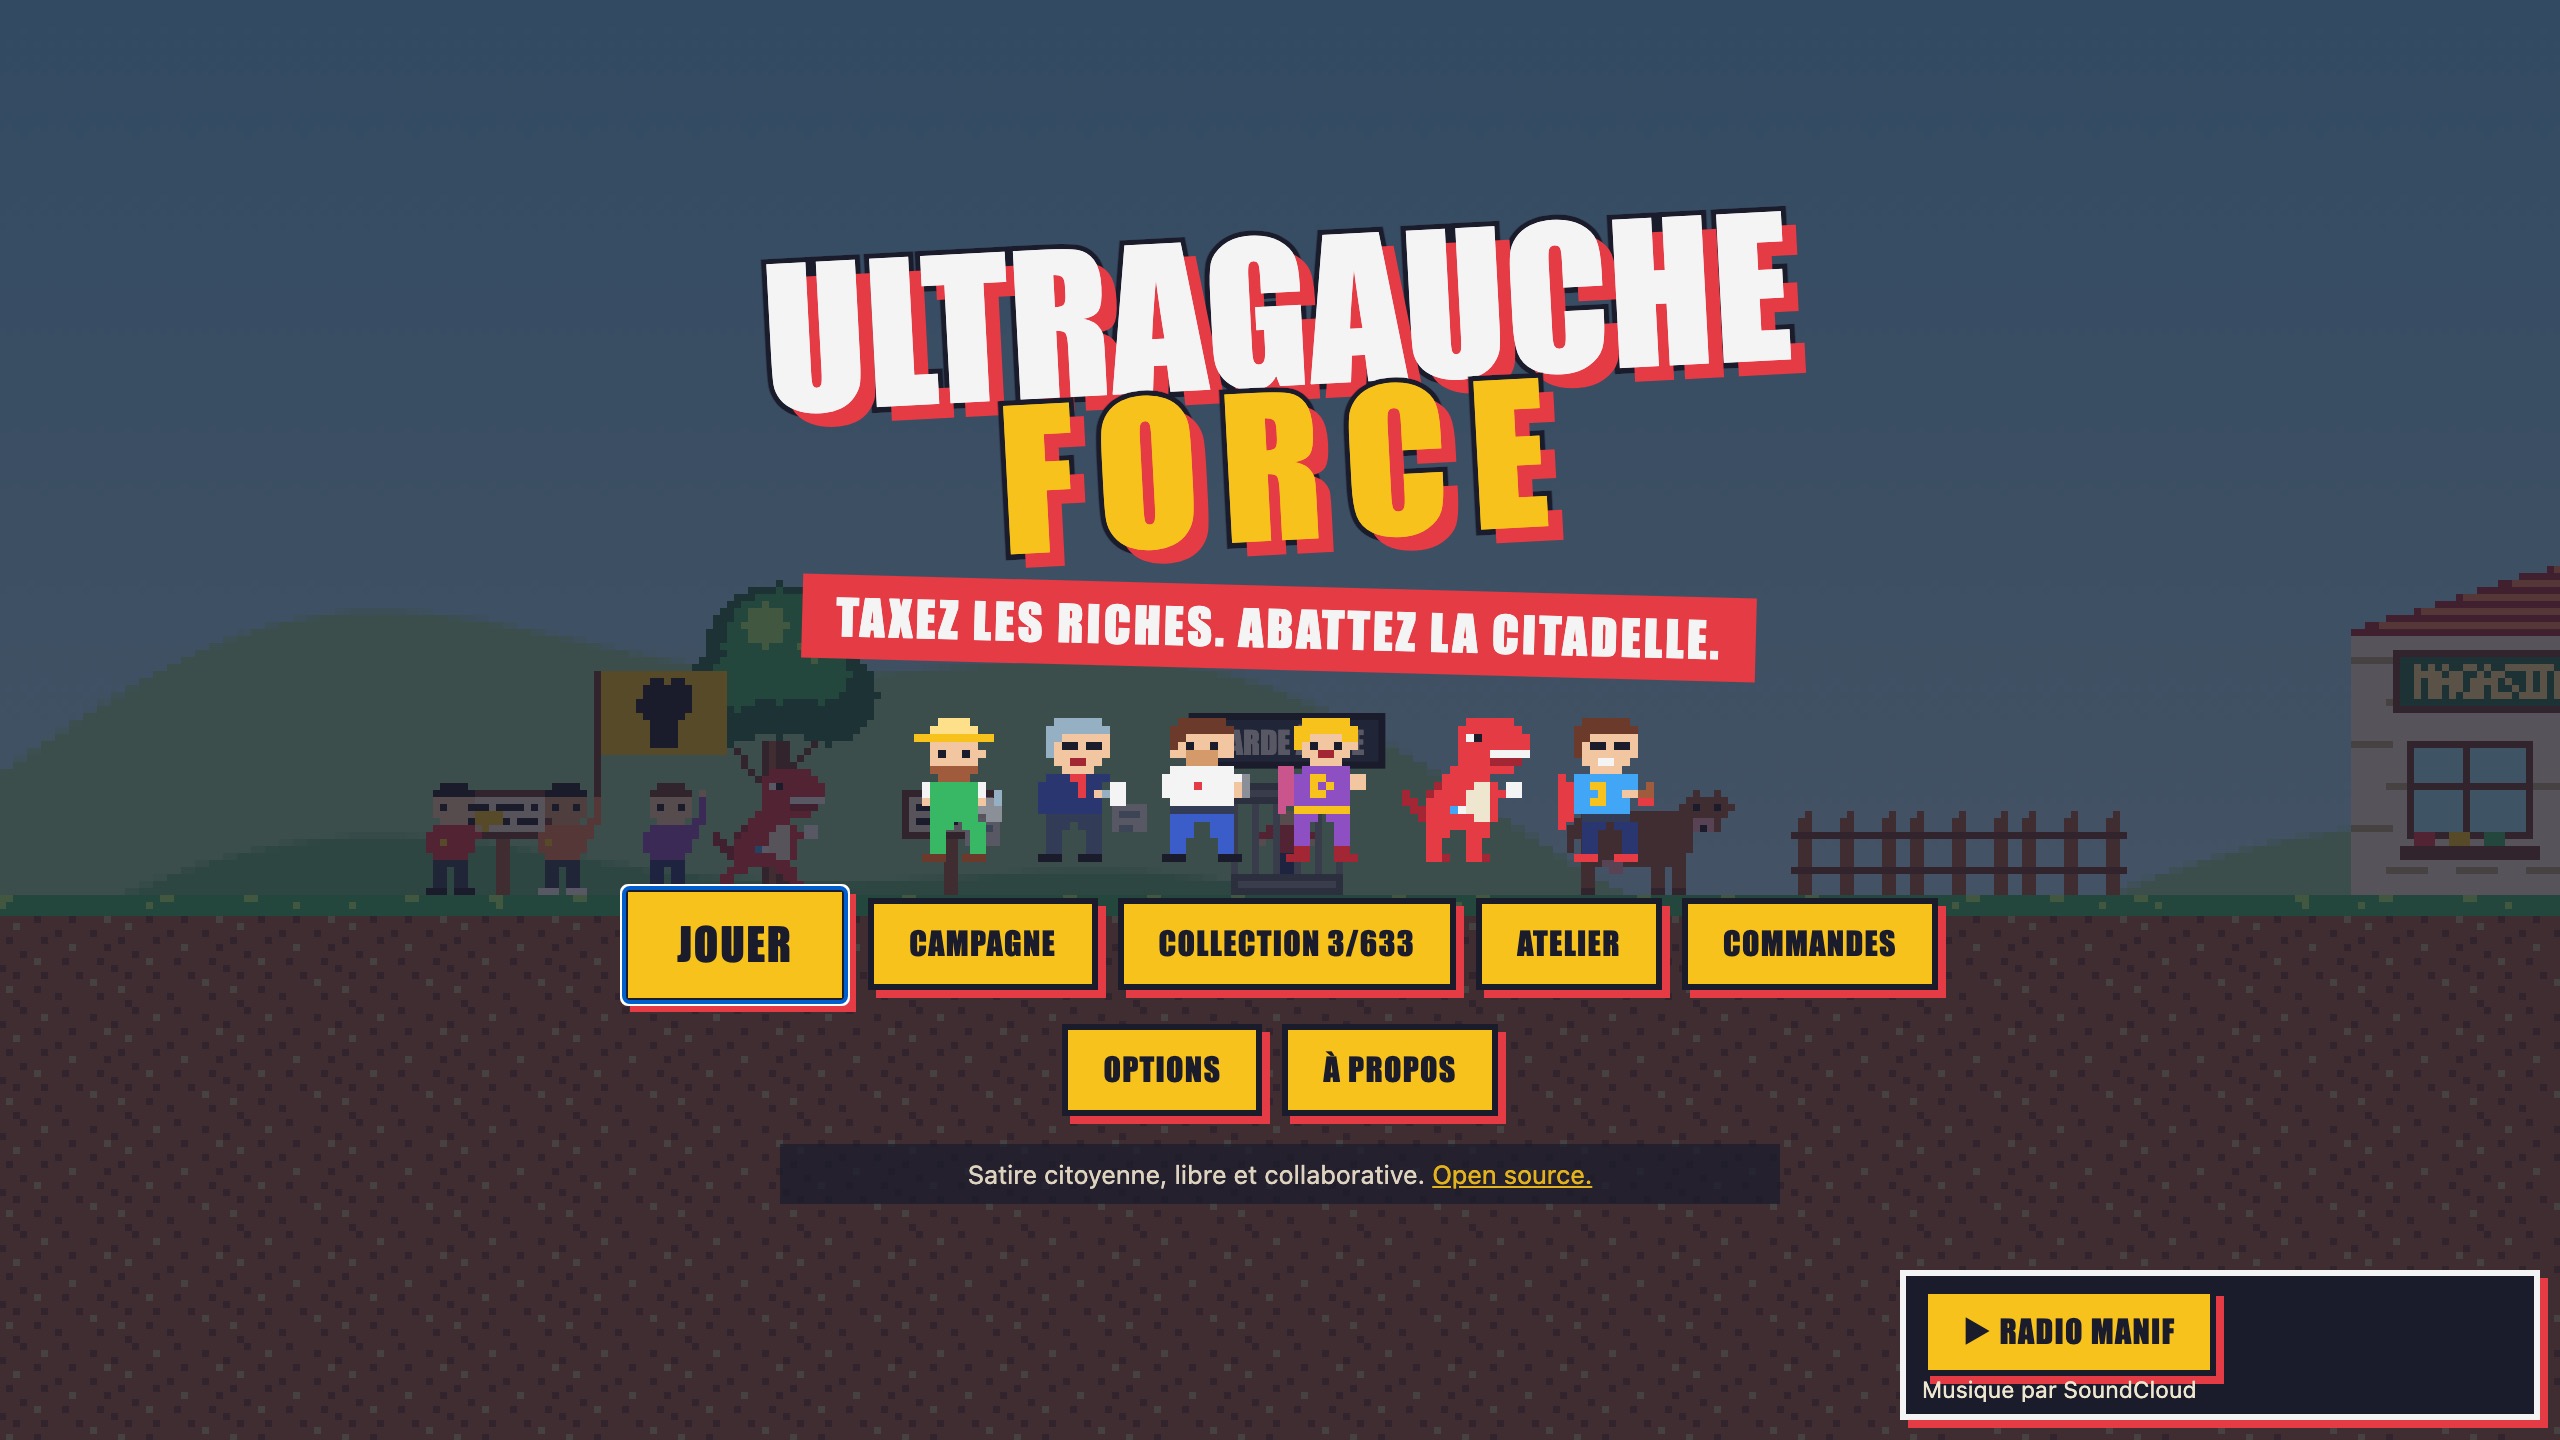 ULTRAGAUCHE
FORCE
TAXEZ LES RICHES. ABATTEZ LA CITADELLE.
JOUER
CAMPAGNE
COLLECTION 3/633
ATELIER
COMMANDES
OPTIONS
À PROPOS
Satire citoyenne, libre et collaborative. Open source.
▶ RADIO MANIF
Musique par SoundCloud